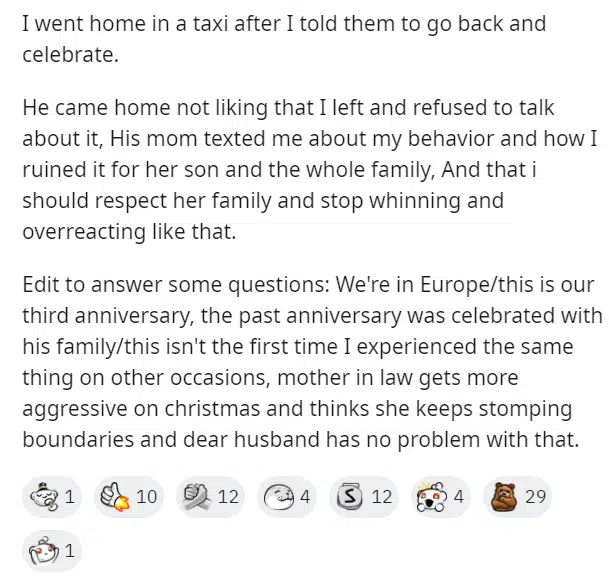 I went home in a taxi after I told them to go back and
celebrate.
He came home not liking that I left and refused to talk
about it, His mom texted me about my behavior and how I
ruined it for her son and the whole family, And that i
should respect her family and stop whinning and
overreacting like that.
Edit to answer some questions: We're in Europe/this is our
third anniversary, the past anniversary was celebrated with
his family/this isn't the first time I experienced the same
thing on other occasions, mother in law gets more
aggressive on christmas and thinks she keeps stomping
boundaries and dear husband has no problem with that.
1 10 12 4 S 12 4 29
1